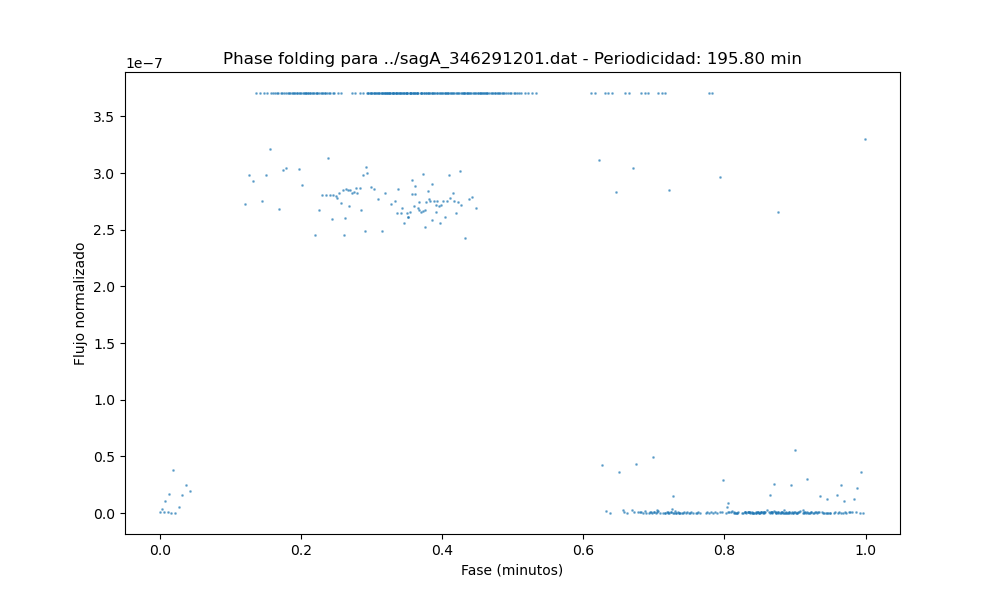 Phase folding para ../sagA_346291201.dat - Periodicidad: 195.80 min
1e−7
3.5
3.0
2.5
2.0
1.5
1.0
0.5
0.0
Flujo normalizado
0.0 0.2 0.4 0.6 0.8 1.0
Fase (minutos)